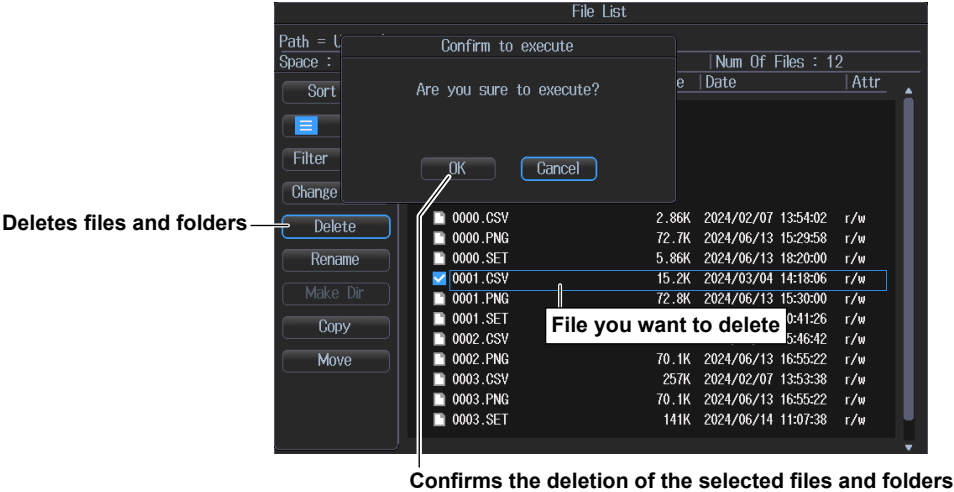 File List
Path = U
Space :
Num Of Files : 12
Confirm to execute
Are you sure to execute?
OK Cancel
Date Attr
Sort
Filter
Change
Deletes files and folders
Delete
Rename
Make Dir
Copy
Move
0000.CSV 2.86K 2024/02/07 13:54:02 r/w
0000.PNG 72.7K 2024/06/13 15:29:58 r/w
0000.SET 5.86K 2024/06/13 18:20:00 r/w
0001.CSV 15.2K 2024/03/04 14:18:06 r/w
0001.PNG 72.8K 2024/06/13 15:30:00 r/w
0001.SET 0:41:26 r/w
File you want to delete
0002.CSV 5:46:42 r/w
0002.PNG 70.1K 2024/06/13 16:55:22 r/w
0003.CSV 257K 2024/02/07 13:53:38 r/w
0003.PNG 70.1K 2024/06/13 16:55:22 r/w
0003.SET 141K 2024/06/14 11:07:38 r/w
Confirms the deletion of the selected files and folders